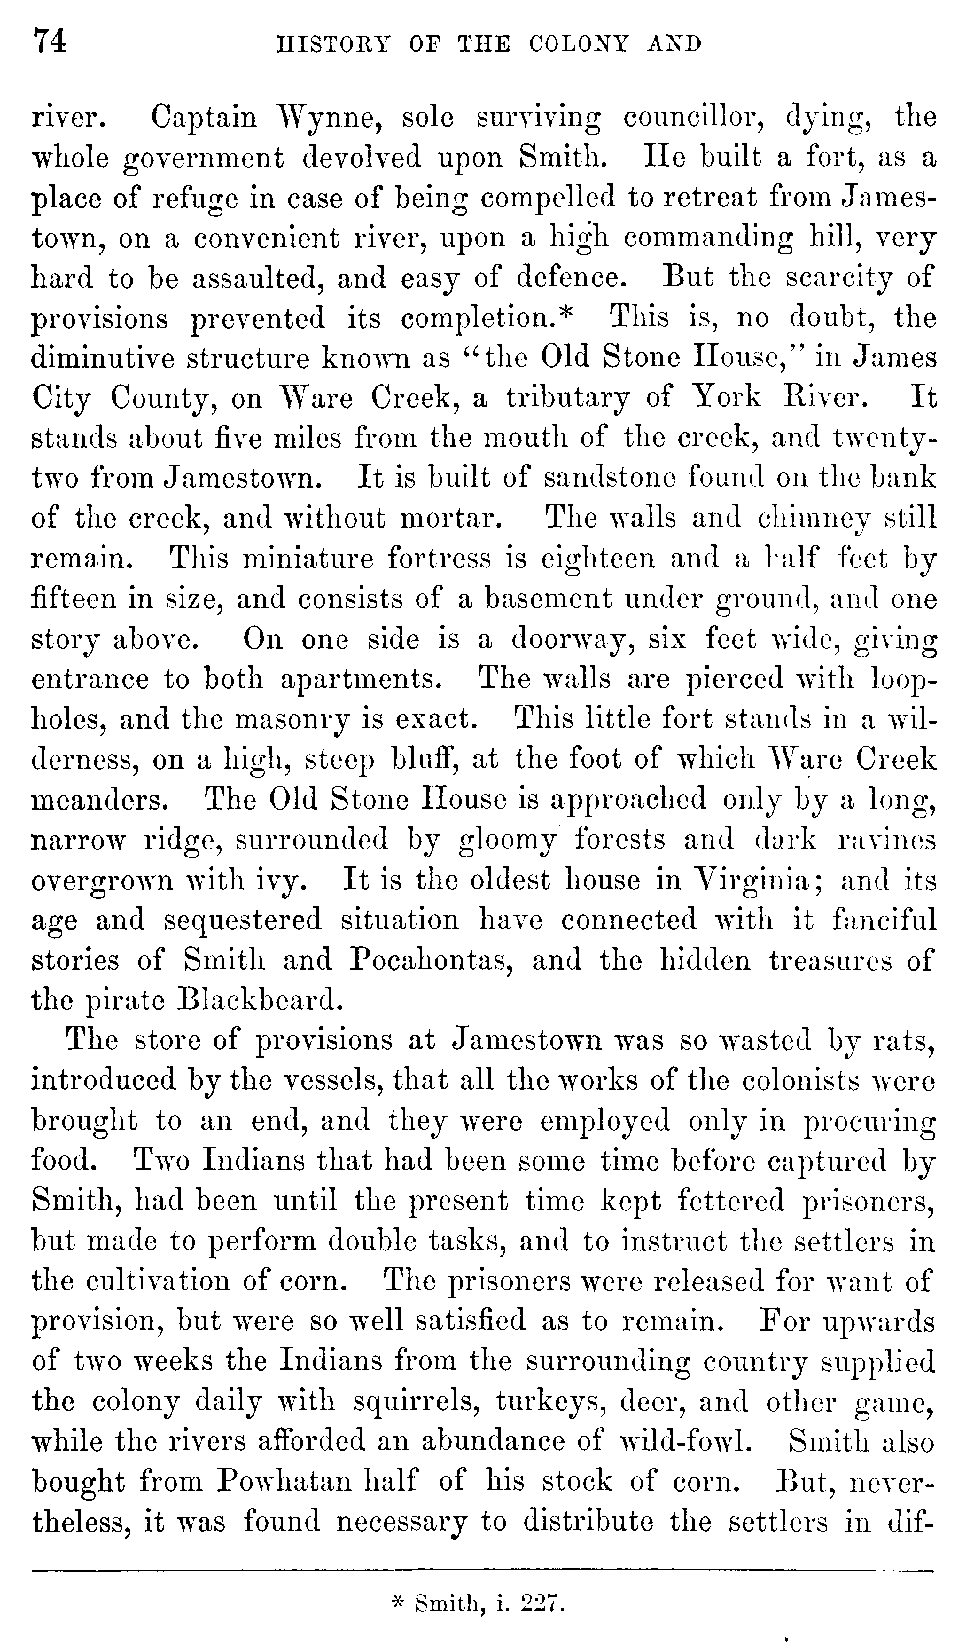 74 HISTORY OF THE COLONY AND
river. Captain Wynne, sole surviving councillor, dying, the
whole government devolved upon Smith. He built a fort, as a
place of refuge in case of being compelled to retreat from James-
town, on a convenient river, upon a high commanding hill, very
hard to be assaulted, and easy of defence. But the scarcity of
provisions prevented its completion.* This is, no doubt, the
diminutive structure known as "the Old Stone House," in James
City County, on Ware Creek, a tributary of York River. It
stands about five miles from the mouth of the creek, and twenty-
two from Jamestown. It is built of sandstone found on the bank
of the creek, and without mortar. The walls and chimney still
remain. This miniature fortress is eighteen and a half feet by
fifteen in size, and consists of a basement under ground, and one
story above. On one side is a doorway, six feet wide, giving
entrance to both apartments. The walls are pierced with loop-
holes, and the masonry is exact. This little fort stands in a wil-
derness, on a high, steep bluff, at the foot of which Ware Creek
meanders. The Old Stone House is approached only by a long,
narrow ridge, surrounded by gloomy forests and dark ravines
overgrown with ivy. It is the oldest house in Virginia; and its
age and sequestered situation have connected with it fanciful
stories of Smith and Pocahontas, and the hidden treasures of
the pirate Blackbeard.
The store of provisions at Jamestown was so wasted by rats,
introduced by the vessels, that all the works of the colonists were
brought to an end, and they were employed only in procuring
food. Two Indians that had been some time before captured by
Smith, had been until the present time kept fettered prisoners,
but made to perform double tasks, and to instruct the settlers in
the cultivation of corn. The prisoners were released for want of
provision, but were so well satisfied as to remain. For upwards
of two weeks the Indians from the surrounding country supplied
the colony daily with squirrels, turkeys, deer, and other game,
while the rivers afforded an abundance of wild-fowl. Smith also
bought from Powhatan half of his stock of corn. But, never-
theless, it was found necessary to distribute the settlers in dif-
* Smith, i. 227.